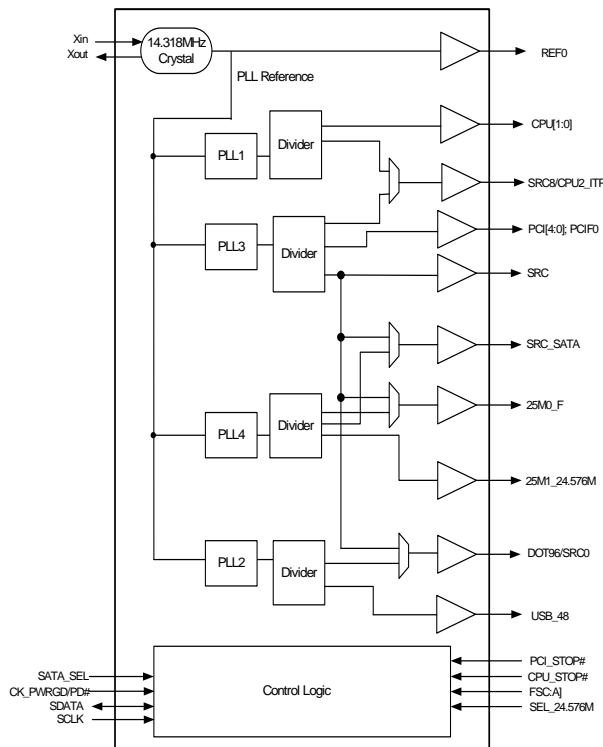 Xin
Xout
14.318MHz
Crystal
REF0
PLL Reference
CPU[1:0]
PLL1
Divider
SRC8/CPU2_ITP
PCI[4:0]; PCIF0
PLL3
Divider
SRC
SRC_SATA
25M0_F
PLL4
Divider
25M1_24.576M
DOT96/SRC0
PLL2
Divider
USB_48
SATA_SEL
CK_PWRGD/PD#
SDATA
SCLK
Control Logic
PCI_STOP#
CPU_STOP#
FSC:A]
SEL_24.576M